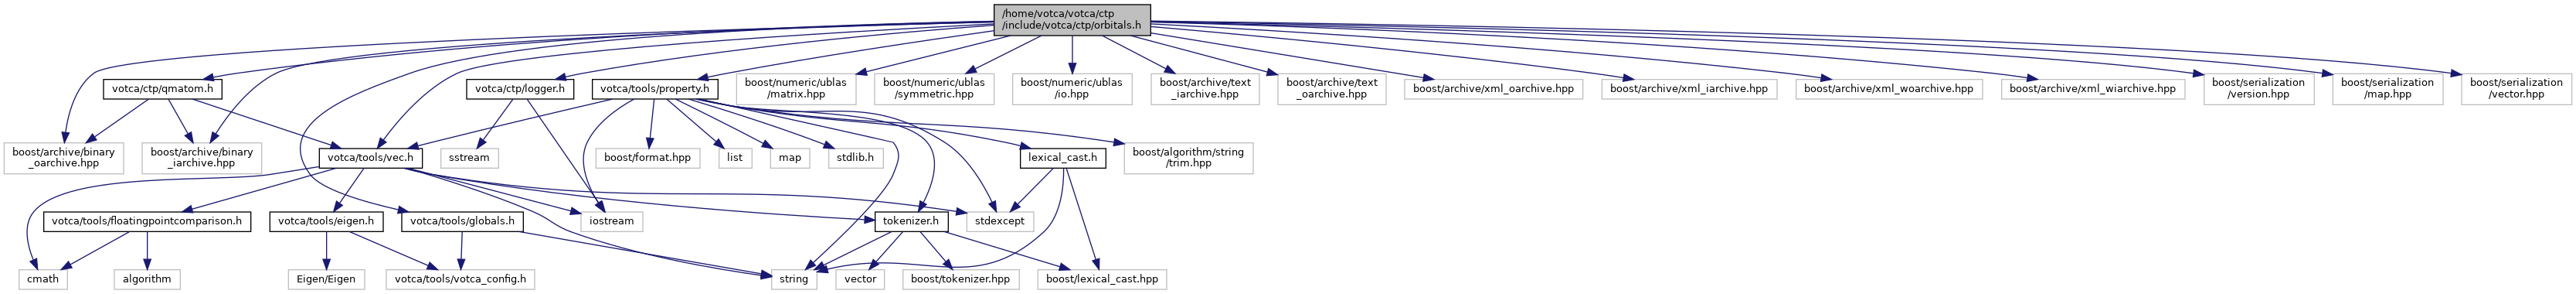 /home/votca/votca/ctp
/include/votca/ctp/orbitals.h
votca/ctp/qmatom.h
votca/ctp/logger.h
votca/tools/property.h
boost/numeric/ublas
/matrix.hpp
boost/numeric/ublas
/symmetric.hpp
boost/numeric/ublas
/io.hpp
boost/archive/text
_iarchive.hpp
boost/archive/text
_oarchive.hpp
boost/archive/xml_oarchive.hpp
boost/archive/xml_iarchive.hpp
boost/archive/xml_woarchive.hpp
boost/archive/xml_wiarchive.hpp
boost/serialization
/version.hpp
boost/serialization
/map.hpp
boost/serialization
/vector.hpp
boost/archive/binary
_oarchive.hpp
boost/archive/binary
_iarchive.hpp
votca/tools/vec.h
sstream
boost/format.hpp
list
map
stdlib.h
lexical_cast.h
boost/algorithm/string
/trim.hpp
votca/tools/floatingpointcomparison.h
votca/tools/eigen.h
votca/tools/globals.h
iostream
tokenizer.h
stdexcept
cmath
algorithm
Eigen/Eigen
votca/tools/votca_config.h
string
vector
boost/tokenizer.hpp
boost/lexical_cast.hpp